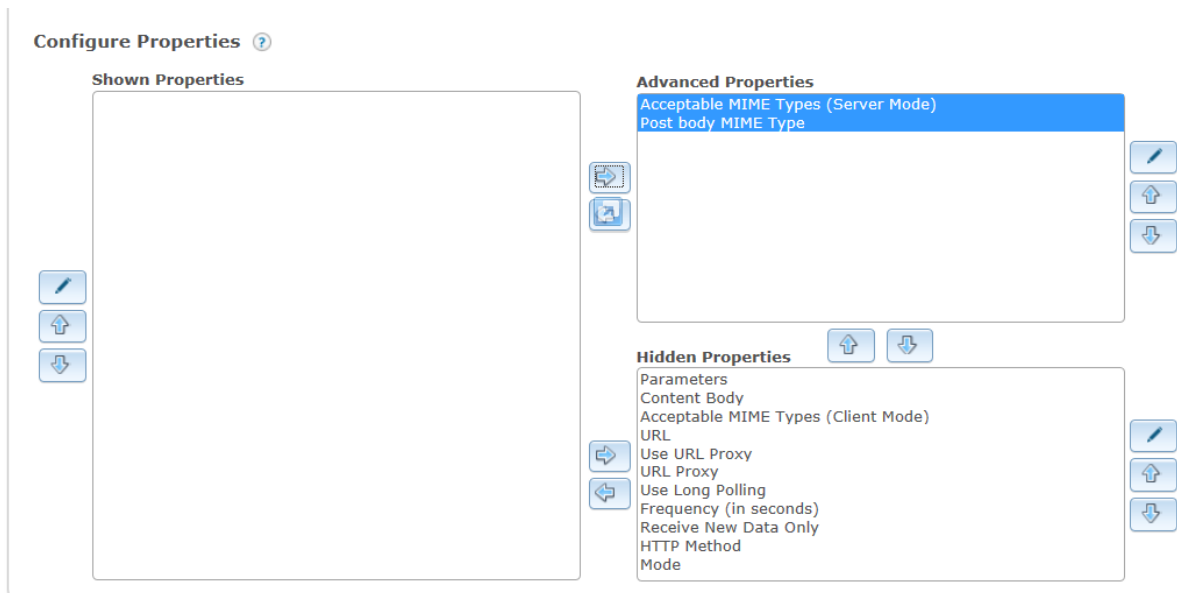 Configure Properties ?
Shown Properties
Advanced Properties
Acceptable MIME Types (Server Mode)
Post body MIME Type
Hidden Properties
Parameters
Content Body
Acceptable MIME Types (Client Mode)
URL
Use URL Proxy
URL Proxy
Use Long Polling
Frequency (in seconds)
Receive New Data Only
HTTP Method
Mode